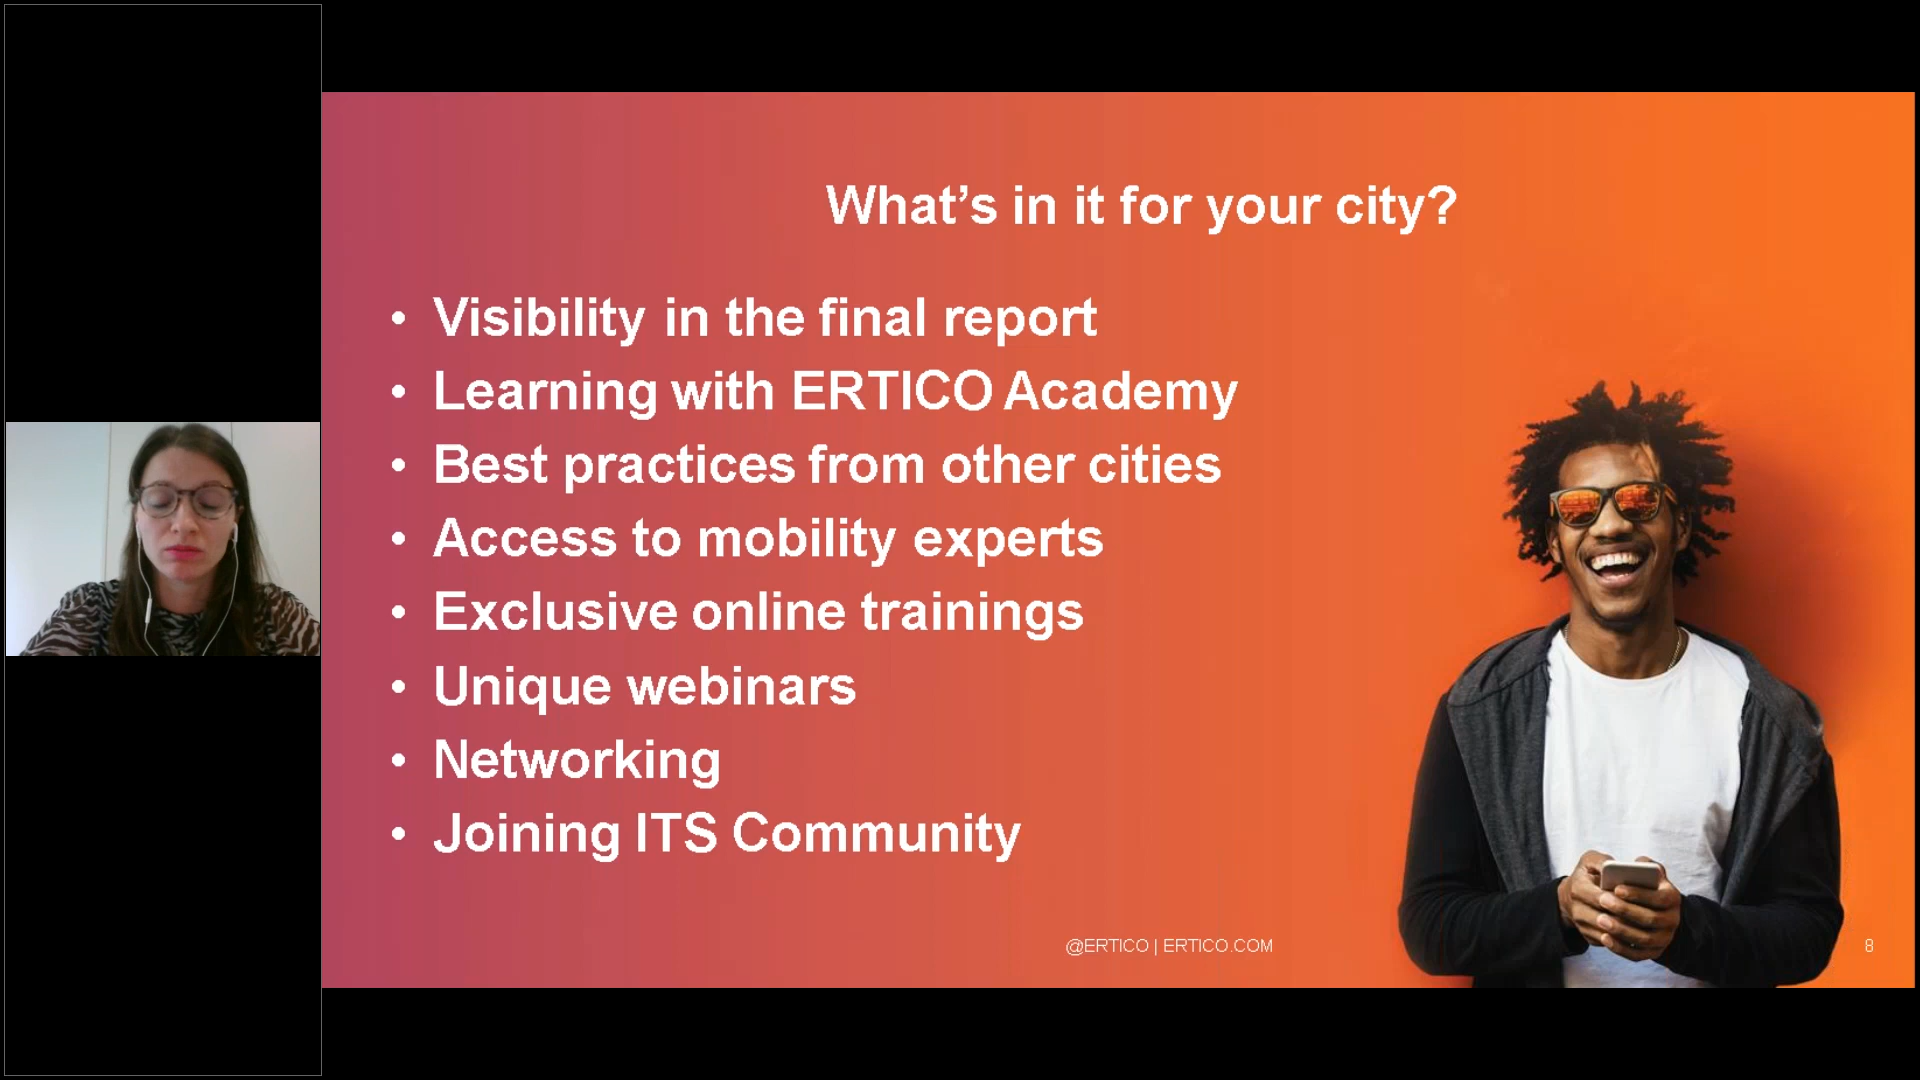 What’s in it for your city?
• Visibility in the final report
• Learning with ERTICO Academy
• Best practices from other cities
• Access to mobility experts
• Exclusive online trainings
• Unique webinars
• Networking
• Joining ITS Community
@ERTICO | ERTICO.COM
8